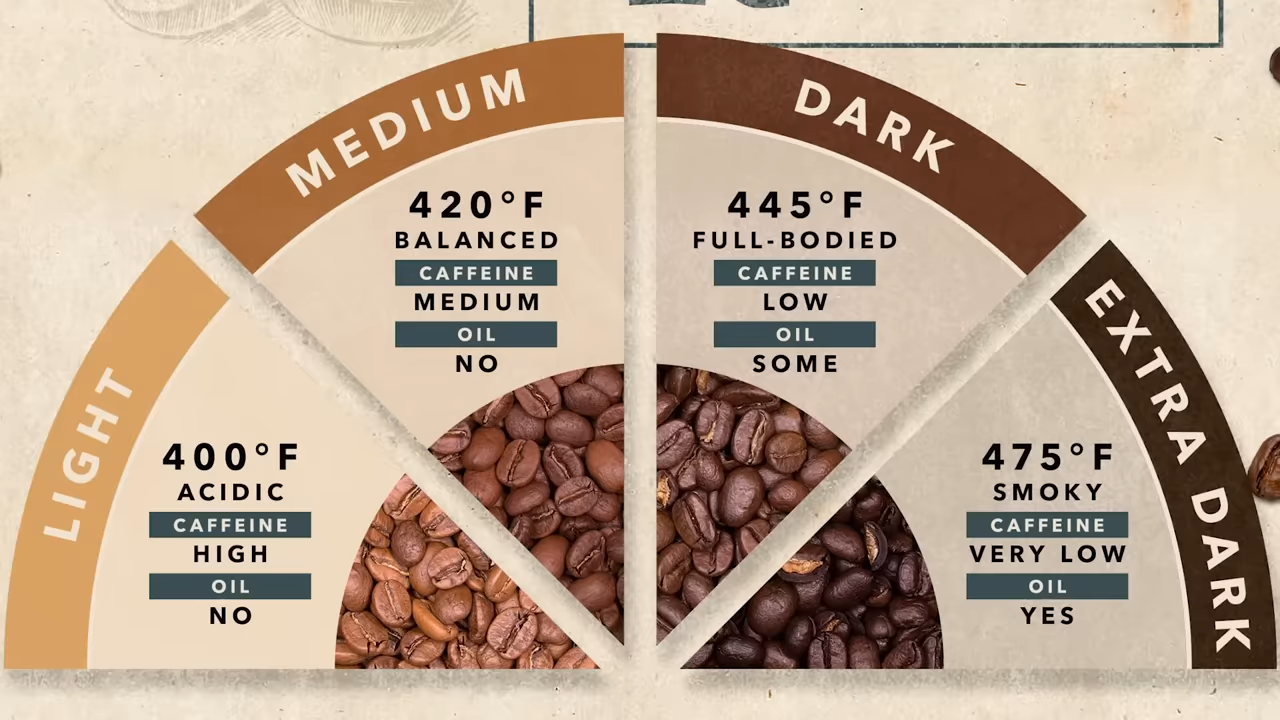 LIGHT
400°F
ACIDIC
CAFFEINE
HIGH
OIL
NO
MEDIUM
420°F
BALANCED
CAFFEINE
MEDIUM
OIL
NO
DARK
445°F
FULL-BODIED
CAFFEINE
LOW
OIL
SOME
EXTRA DARK
475°F
SMOKY
CAFFEINE
VERY LOW
OIL
YES